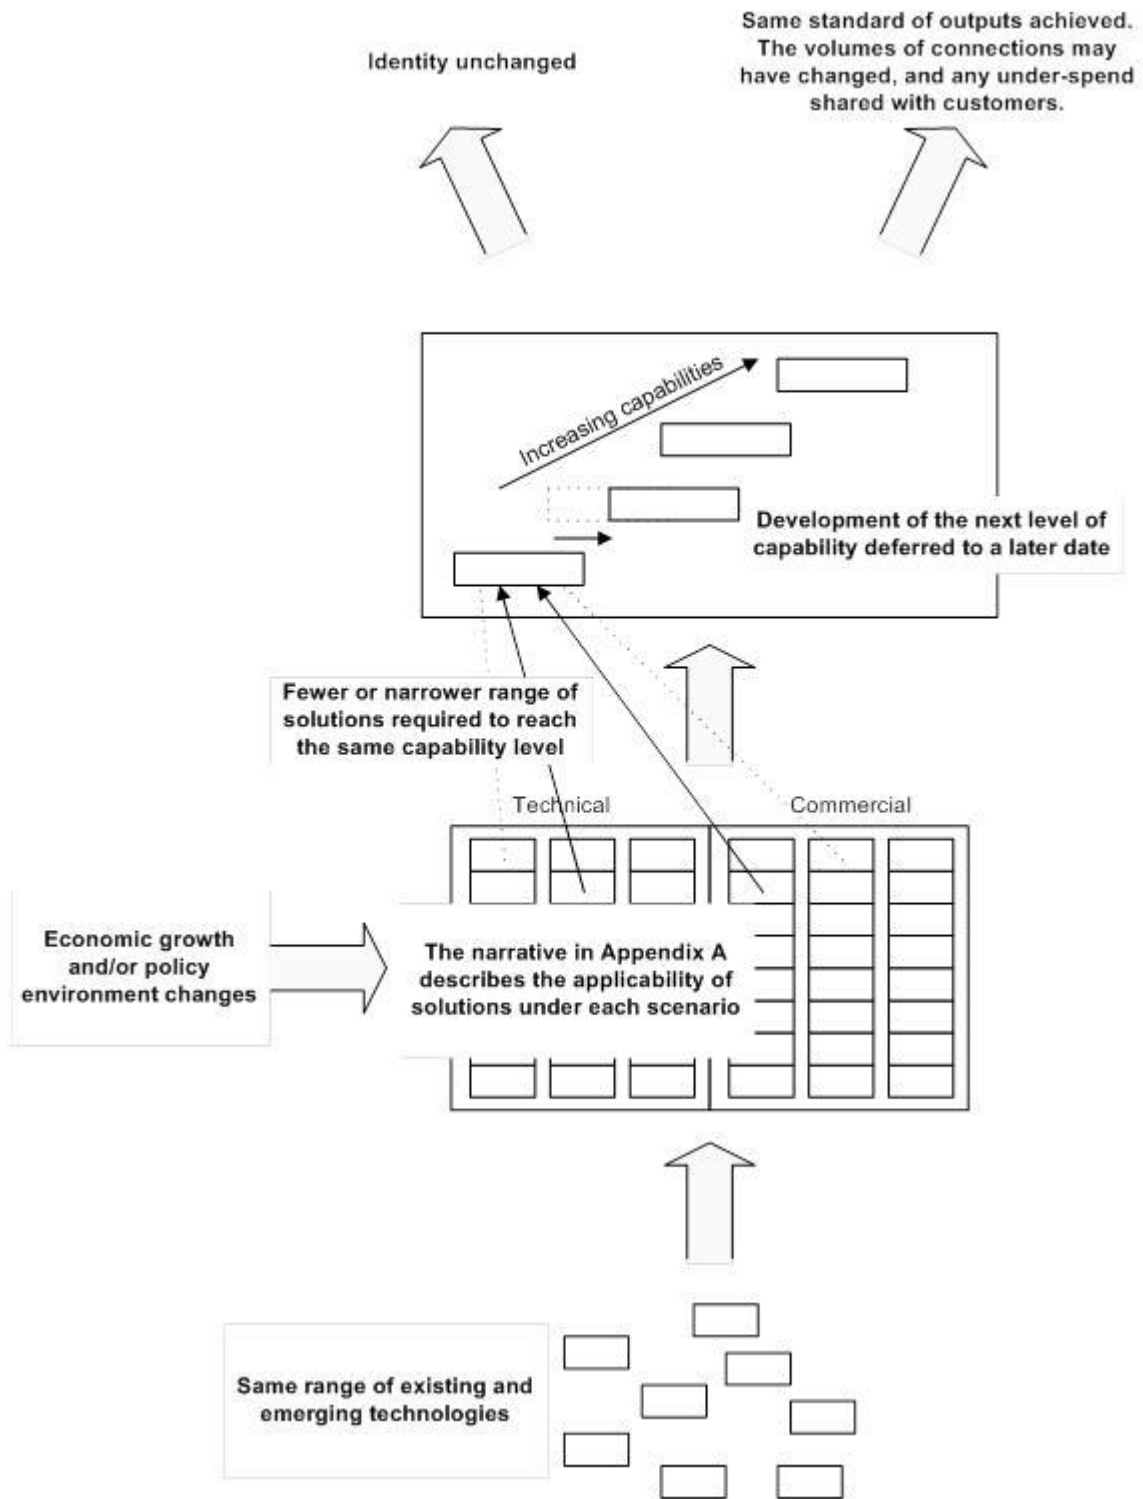 Identity unchanged
Same standard of outputs achieved.
The volumes of connections may
have changed, and any under-spend
shared with customers.
Increasing capabilities
Development of the next level of
capability deferred to a later date
Fewer or narrower range of
solutions required to reach
the same capability level
Technical
Commercial
Economic growth
and/or policy
environment changes
The narrative in Appendix A
describes the applicability of
solutions under each scenario
Same range of existing and
emerging technologies